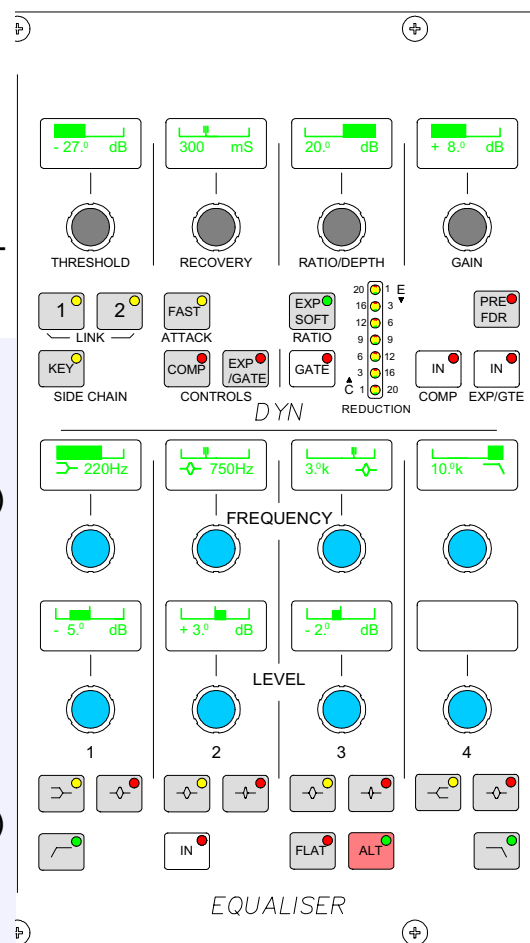 - 27.0 dB 300 mS 20.0 dB + 8.0 dB
THRESHOLD RECOVERY RATIO/DEPTH GAIN
20 1 E
1 2 FAST EXP SOFT 16 3 PRE FDR
12 6
LINK ATTACK RATIO 9 9
KEY COMP EXP /GATE GATE 6 12 IN IN
3 16
SIDE CHAIN CONTROLS C 1 20 COMP EXP/GTE
DYN REDUCTION
220Hz 750Hz 3.0k 10.0k
FREQUENCY
- 5.0 dB + 3.0 dB - 2.0 dB
LEVEL
1 2 3 4
IN FLAT ALT
EQUALISER